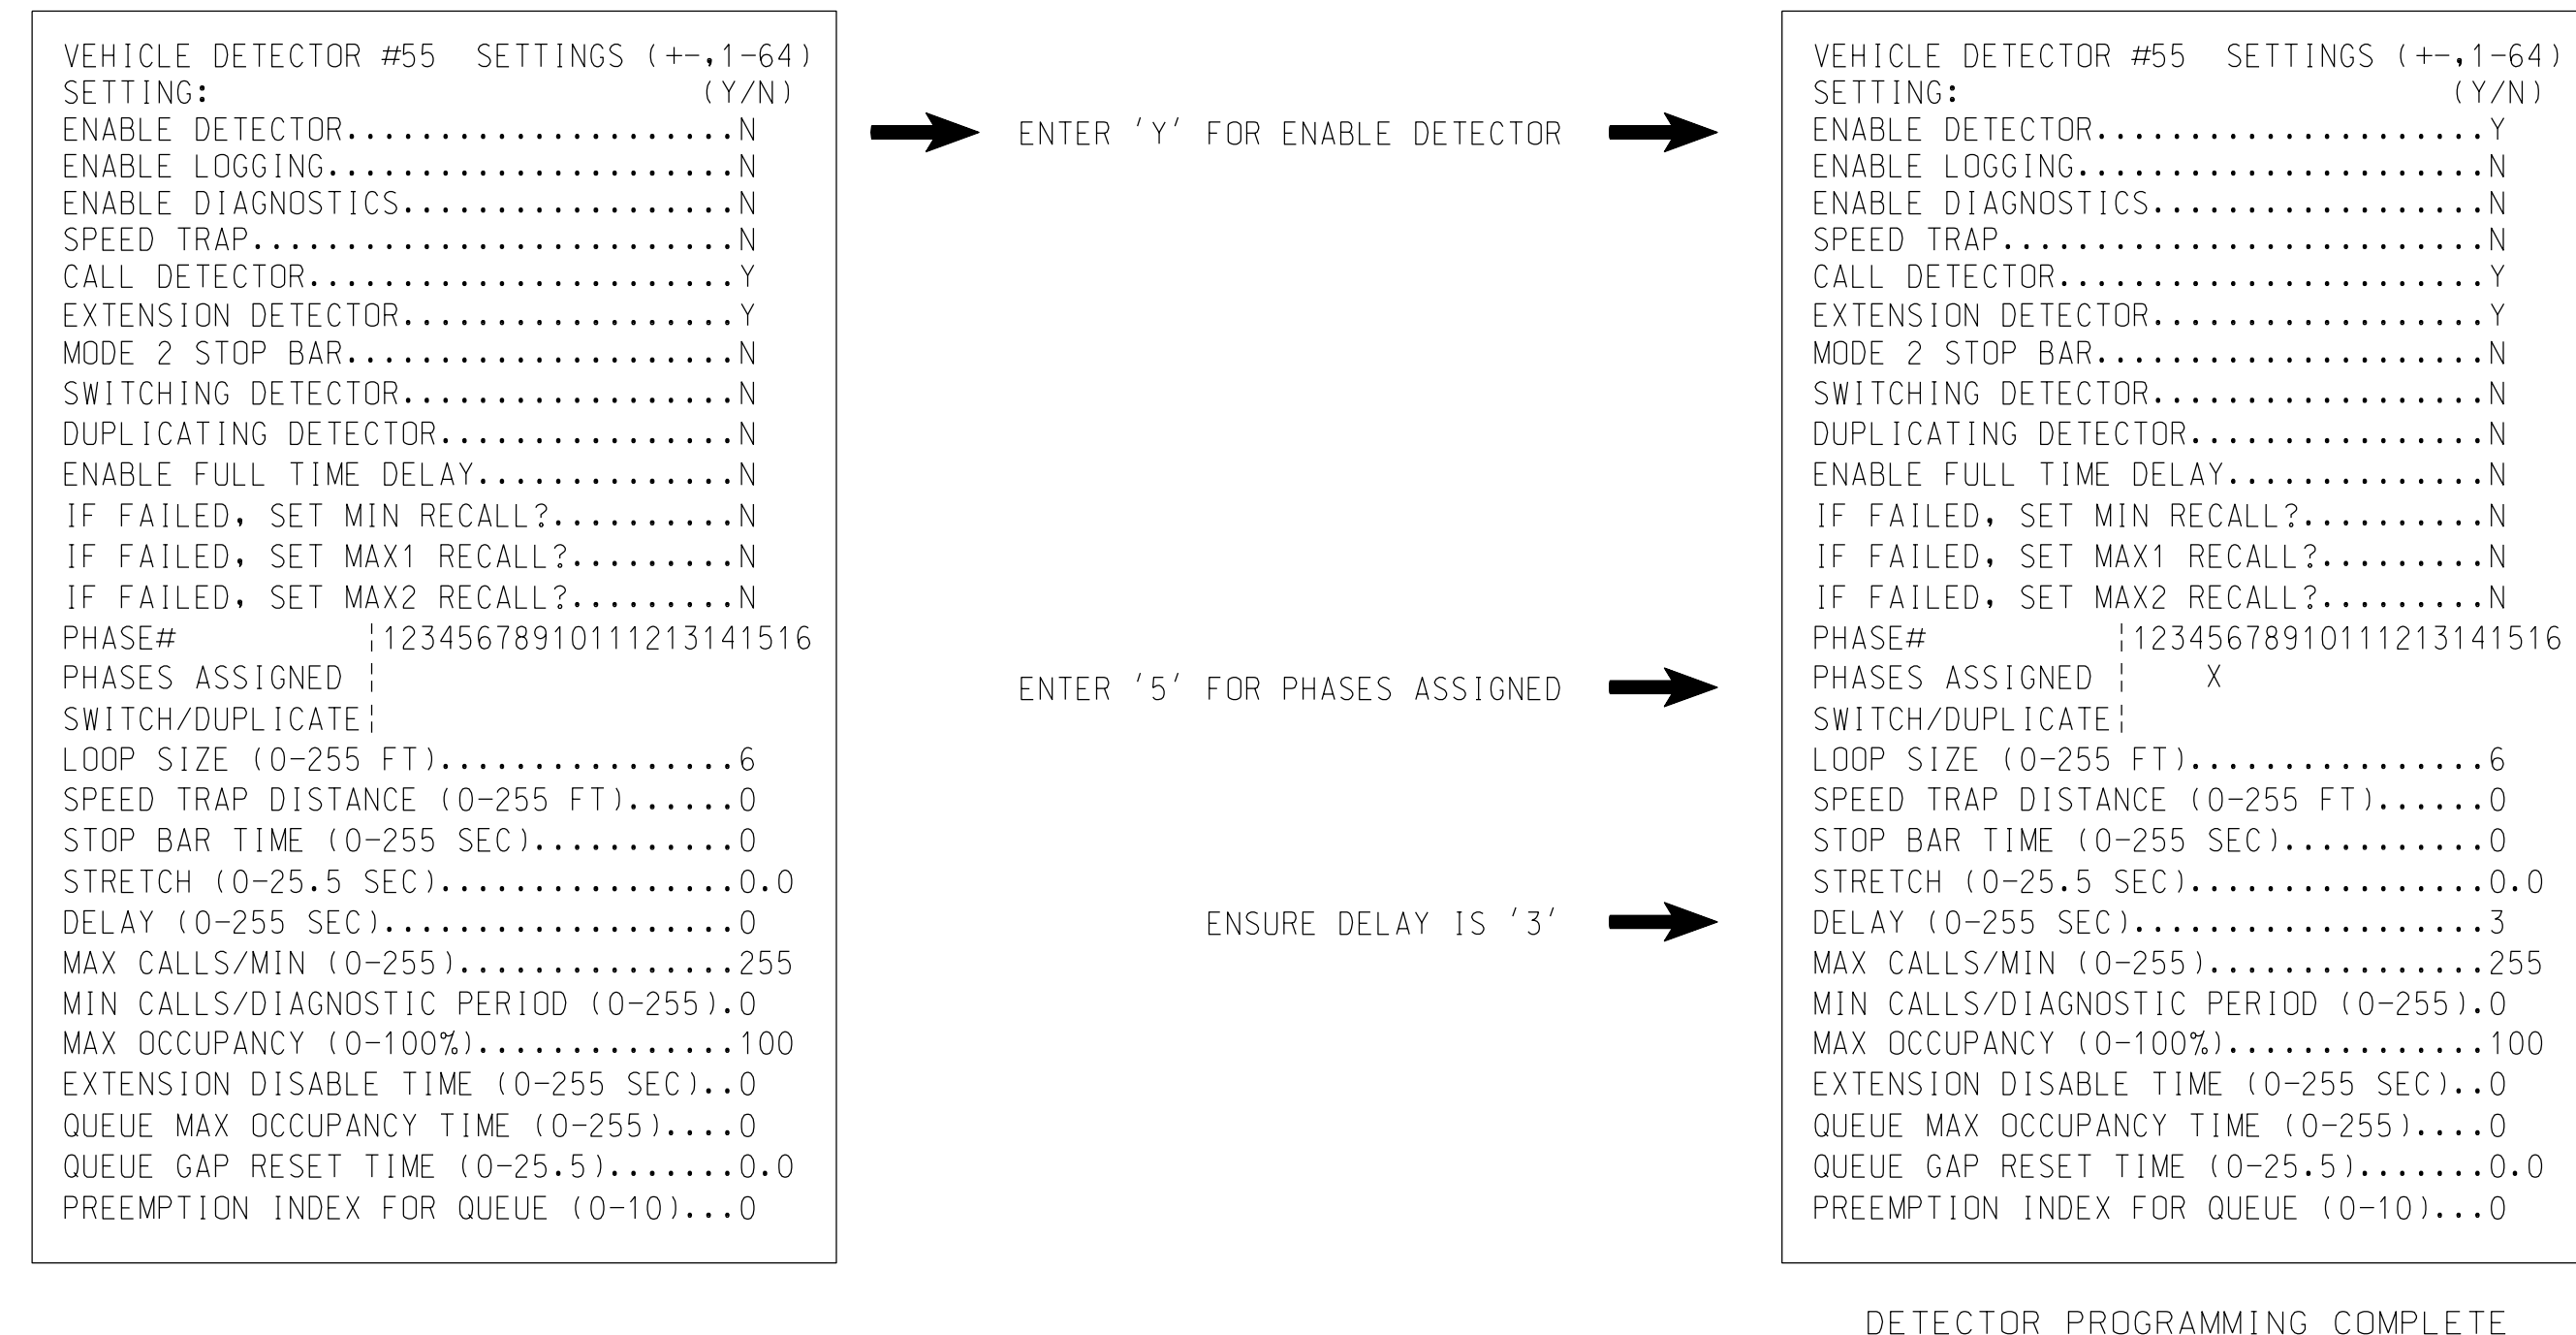 VEHICLE DETECTOR #55 SETTINGS (+-,1-64)
SETTING: (Y/N)
ENABLE DETECTOR.....................N
ENABLE LOGGING......................N
ENABLE DIAGNOSTICS..................N
SPEED TRAP..........................N
CALL DETECTOR.......................Y
EXTENSION DETECTOR..................Y
MODE 2 STOP BAR.....................N
SWITCHING DETECTOR..................N
DUPLICATING DETECTOR................N
ENABLE FULL TIME DELAY..............N
IF FAILED, SET MIN RECALL?..........N
IF FAILED, SET MAX1 RECALL?.........N
IF FAILED, SET MAX2 RECALL?.........N
PHASE# ¦12345678910111213141516
PHASES ASSIGNED ¦
SWITCH/DUPLICATE¦
LOOP SIZE (0-255 FT)................6
SPEED TRAP DISTANCE (0-255 FT)......0
STOP BAR TIME (0-255 SEC)...........0
STRETCH (0-25.5 SEC)................0.0
DELAY (0-255 SEC)...................0
MAX CALLS/MIN (0-255)...............255
MIN CALLS/DIAGNOSTIC PERIOD (0-255).0
MAX OCCUPANCY (0-100%)..............100
EXTENSION DISABLE TIME (0-255 SEC)..0
QUEUE MAX OCCUPANCY TIME (0-255)....0
QUEUE GAP RESET TIME (0-25.5).......0.0
PREEMPTION INDEX FOR QUEUE (0-10)...0
ENTER 'Y' FOR ENABLE DETECTOR
ENTER '5' FOR PHASES ASSIGNED
ENSURE DELAY IS '3'
VEHICLE DETECTOR #55 SETTINGS (+-,1-64)
SETTING: (Y/N)
ENABLE DETECTOR.....................Y
ENABLE LOGGING......................N
ENABLE DIAGNOSTICS..................N
SPEED TRAP..........................N
CALL DETECTOR.......................Y
EXTENSION DETECTOR..................Y
MODE 2 STOP BAR.....................N
SWITCHING DETECTOR..................N
DUPLICATING DETECTOR................N
ENABLE FULL TIME DELAY..............N
IF FAILED, SET MIN RECALL?..........N
IF FAILED, SET MAX1 RECALL?.........N
IF FAILED, SET MAX2 RECALL?.........N
PHASE# ¦12345678910111213141516
PHASES ASSIGNED ¦ X
SWITCH/DUPLICATE¦
LOOP SIZE (0-255 FT)................6
SPEED TRAP DISTANCE (0-255 FT)......0
STOP BAR TIME (0-255 SEC)...........0
STRETCH (0-25.5 SEC)................0.0
DELAY (0-255 SEC)...................3
MAX CALLS/MIN (0-255)...............255
MIN CALLS/DIAGNOSTIC PERIOD (0-255).0
MAX OCCUPANCY (0-100%)..............100
EXTENSION DISABLE TIME (0-255 SEC)..0
QUEUE MAX OCCUPANCY TIME (0-255)....0
QUEUE GAP RESET TIME (0-25.5).......0.0
PREEMPTION INDEX FOR QUEUE (0-10)...0
DETECTOR PROGRAMMING COMPLETE